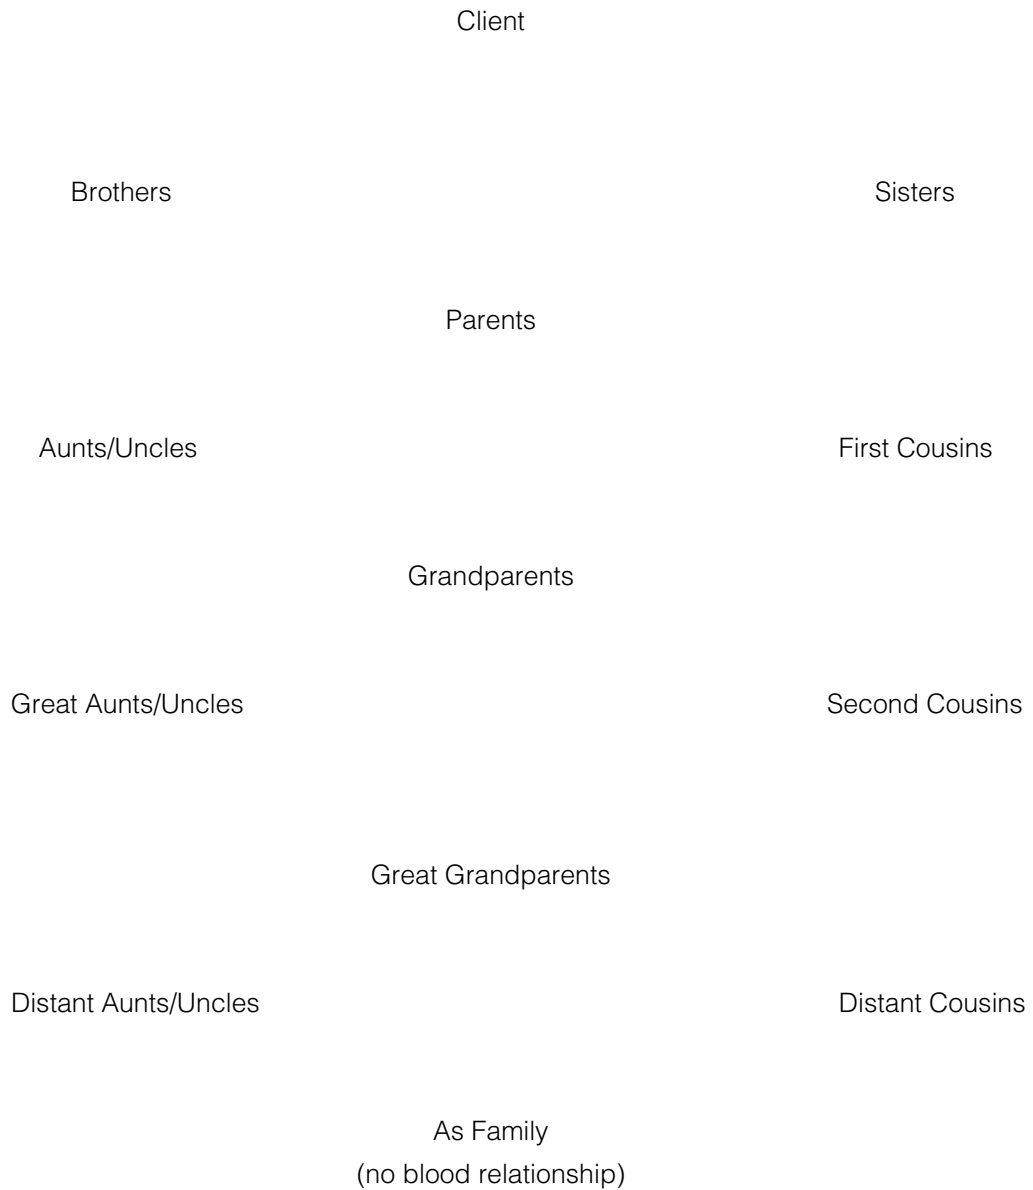 Client
Brothers Sisters
Parents
Aunts/Uncles First Cousins
Grandparents
Great Aunts/Uncles Second Cousins
Great Grandparents
Distant Aunts/Uncles Distant Cousins
As Family
(no blood relationship)